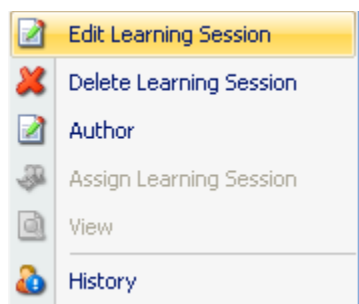 Edit Learning Session
Delete Learning Session
Author
Assign Learning Session
View
History